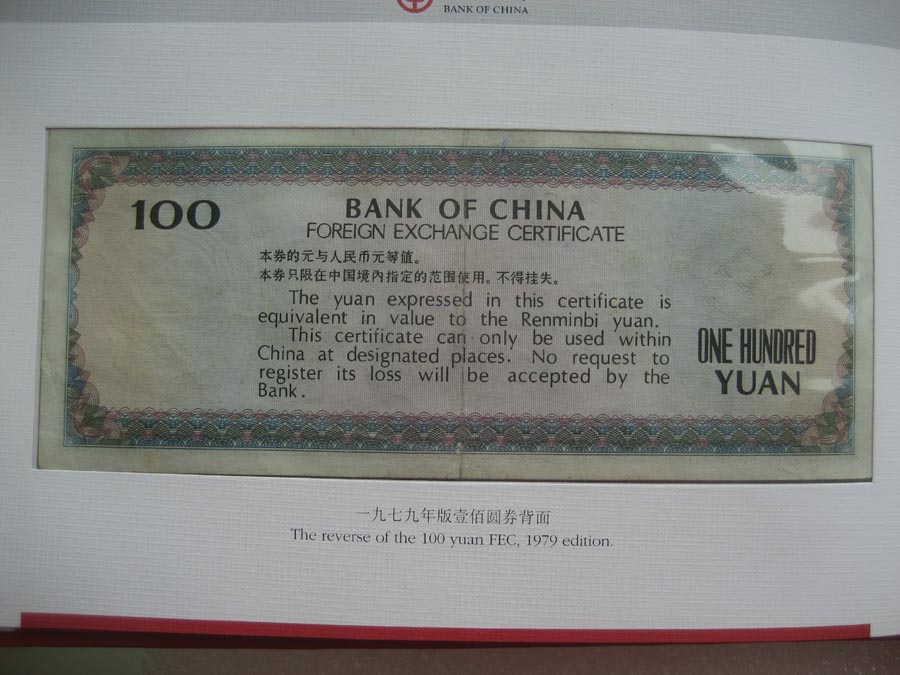 BANK OF CHINA
100
BANK OF CHINA
FOREIGN EXCHANGE CERTIFICATE
本券的元与人民币元等值。
本券只限在中国境内指定的范围使用。不得挂失。
The yuan expressed in this certificate is
equivalent in value to the Renminbi yuan.
This certificate can only be used within
China at designated places. No request to
register its loss will be accepted by the
Bank.
ONE HUNDRED
YUAN
一九七九年版壹佰圆券背面
The reverse of the 100 yuan FEC, 1979 edition.